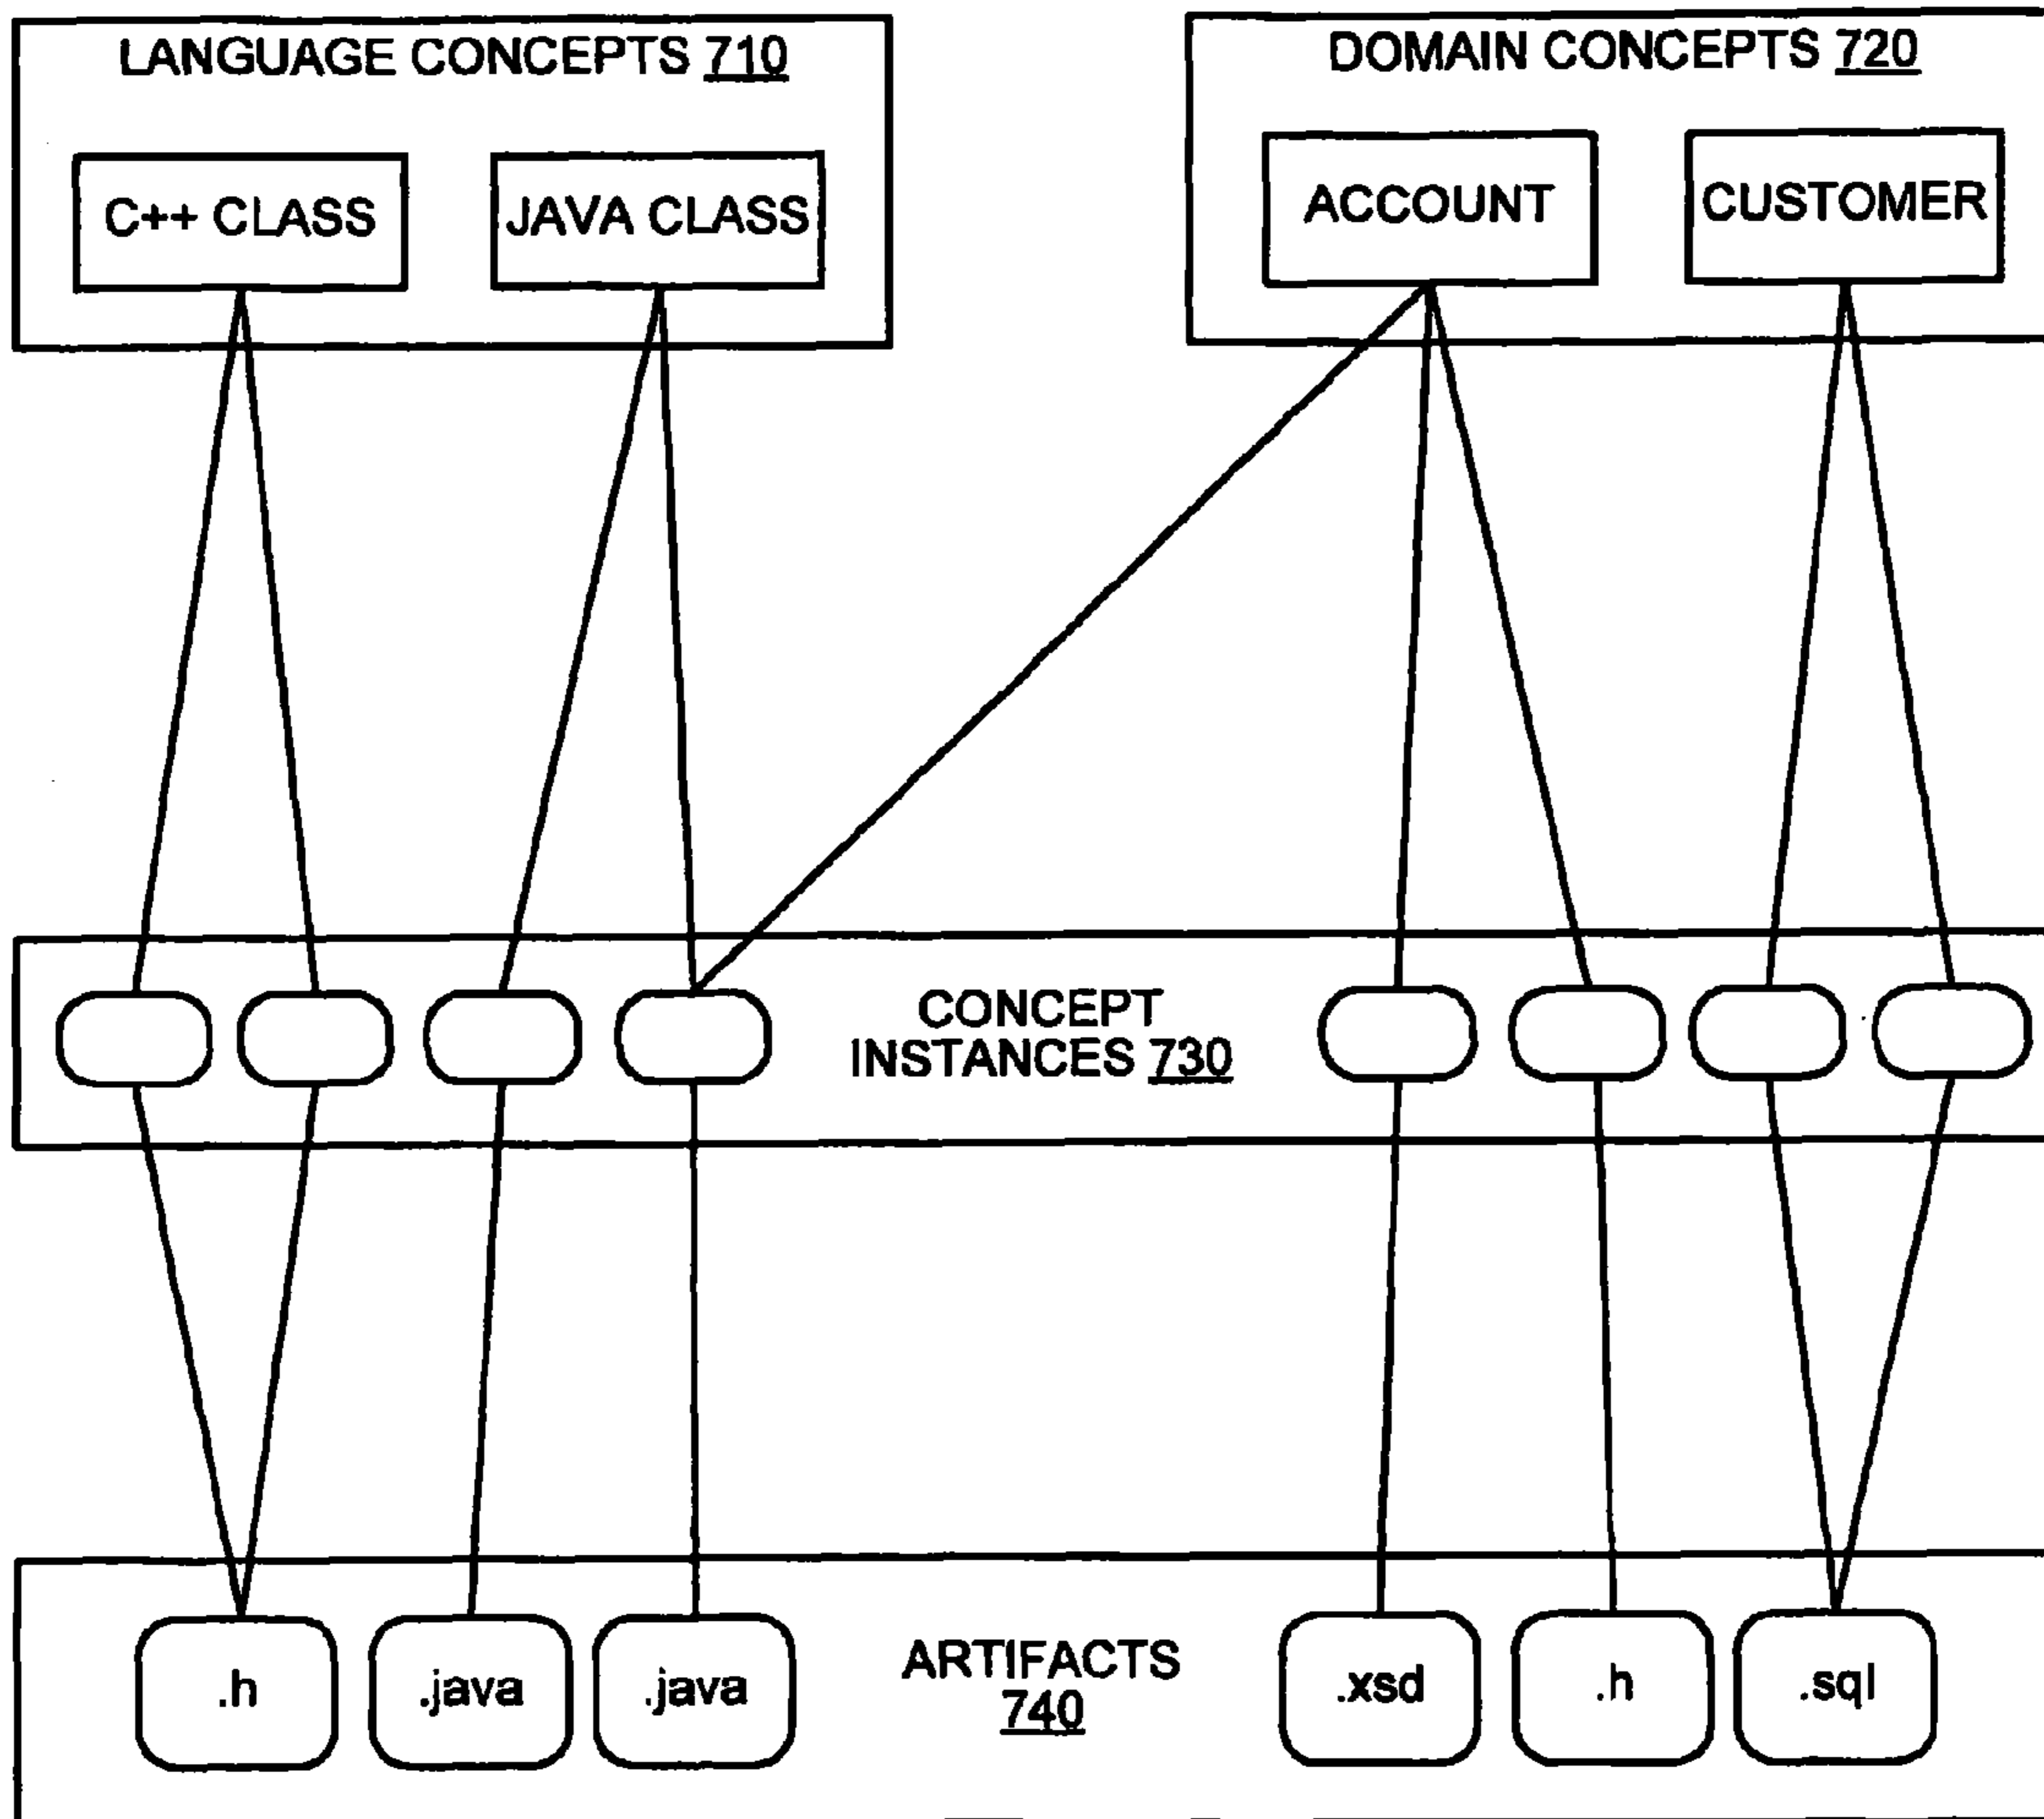 LANGUAGE CONCEPTS 710
DOMAIN CONCEPTS 720
C++ CLASS
JAVA CLASS
ACCOUNT
CUSTOMER
CONCEPT
INSTANCES 730
.h
.java
.java
ARTIFACTS
740
.xsd
.h
.sql